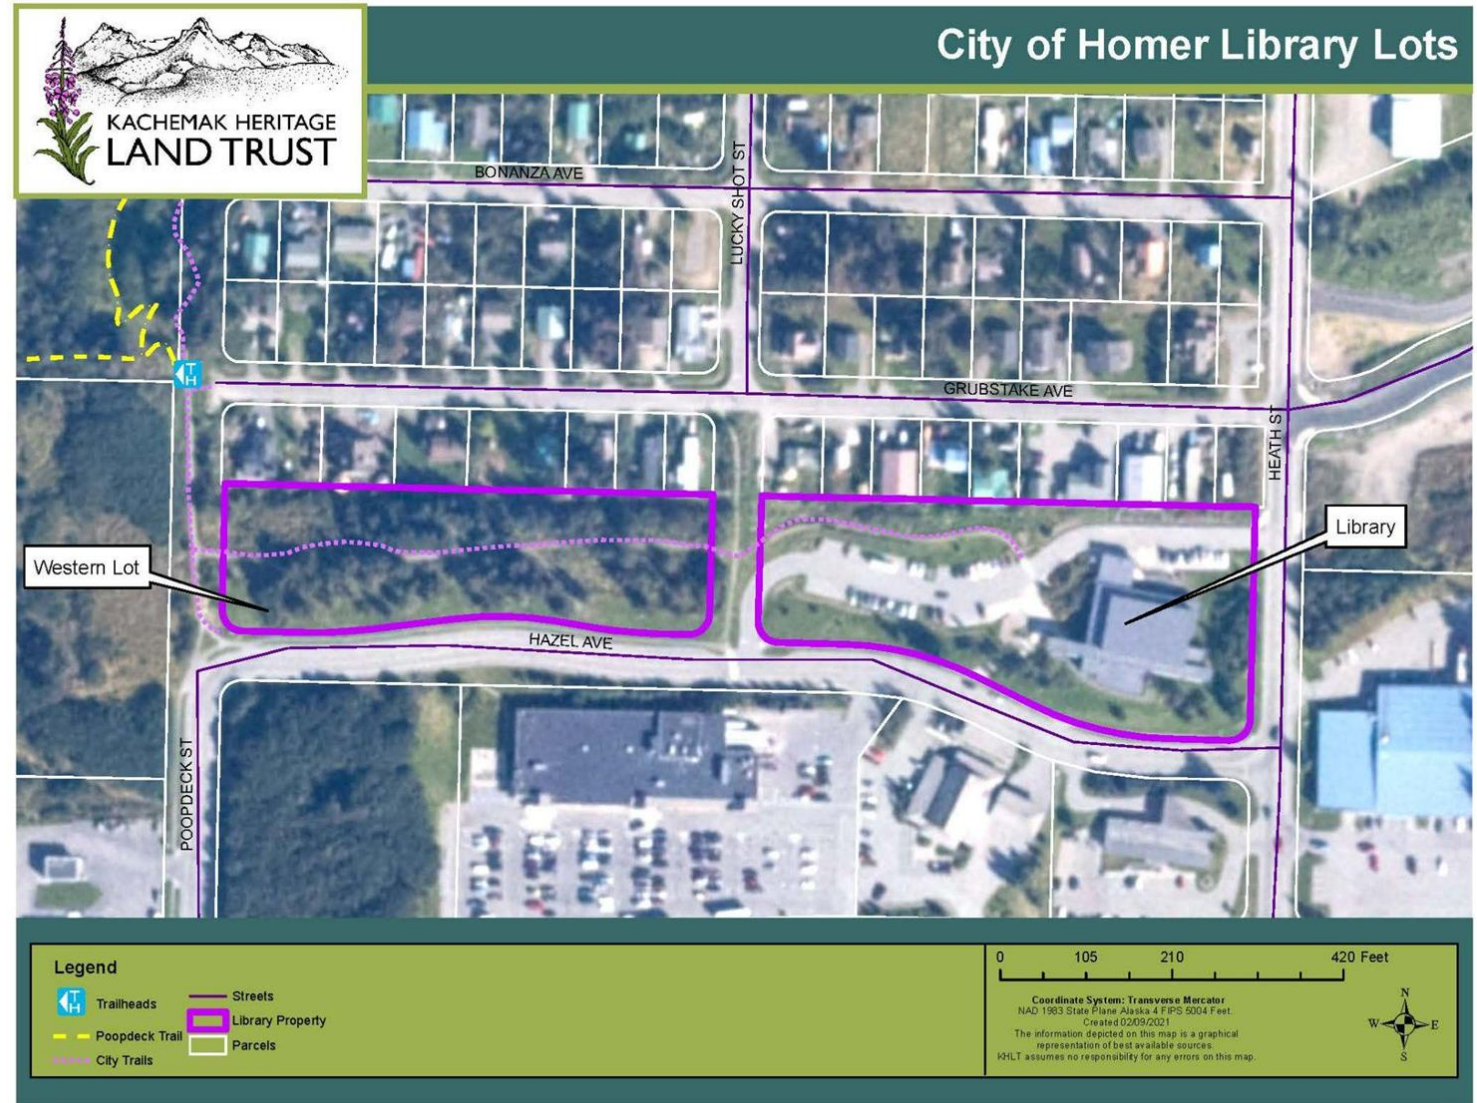 City of Homer Library Lots
KACHEMAK HERITAGE
LAND TRUST
BONANZA AVE
LUCKY SHOT ST
GRUBSTAKE AVE
HEATH ST
Library
Western Lot
HAZEL AVE
POOPDECK ST
Legend
TH
TH
Trailheads
Poopdeck Trail
City Trails
Streets
Library Property
Parcels
0 105 210 420 Feet
Coordinate System: Transverse Mercator
NAD 1983 State Plane Alaska 4 FIPS 5004 Feet
Created 02/09/2021
The information depicted on this map is a graphical
representation of best available sources.
KHLT assumes no responsibility for any errors on this map.
N
W E
S